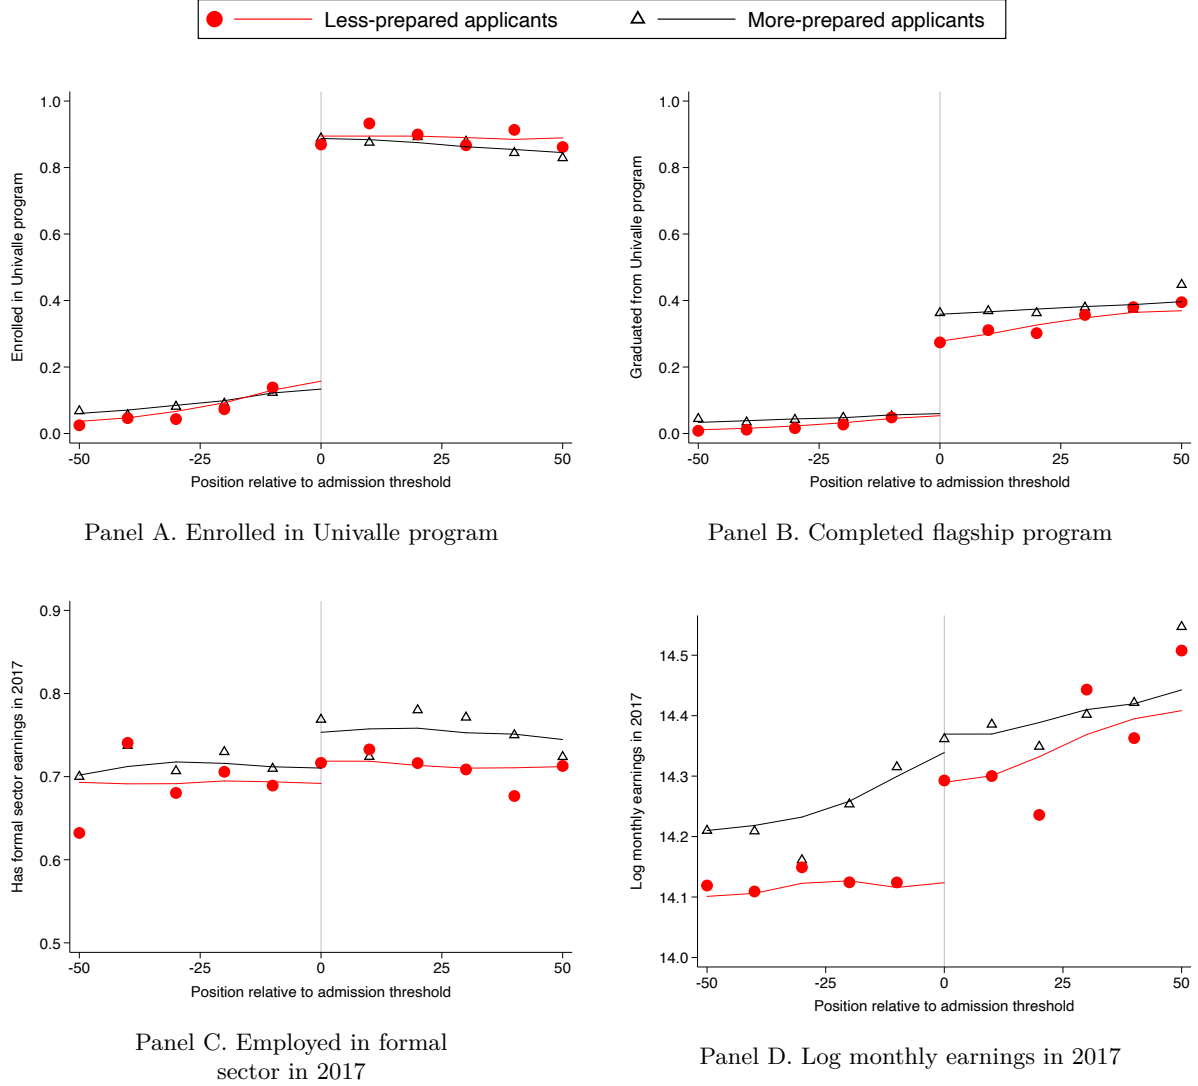 Less-prepared applicants
More-prepared applicants
Enrolled in Univalle program
1.0
0.8
0.6
0.4
0.2
0.0
-50 -25 0 25 50
Position relative to admission threshold
Panel A. Enrolled in Univalle program
Graduated from Univalle program
1.0
0.8
0.6
0.4
0.2
0.0
-50 -25 0 25 50
Position relative to admission threshold
Panel B. Completed flagship program
Has formal sector earnings in 2017
0.9
0.8
0.7
0.6
0.5
-50 -25 0 25 50
Position relative to admission threshold
Panel C. Employed in formal
sector in 2017
Log monthly earnings in 2017
14.5
14.4
14.3
14.2
14.1
14.0
-50 -25 0 25 50
Position relative to admission threshold
Panel D. Log monthly earnings in 2017